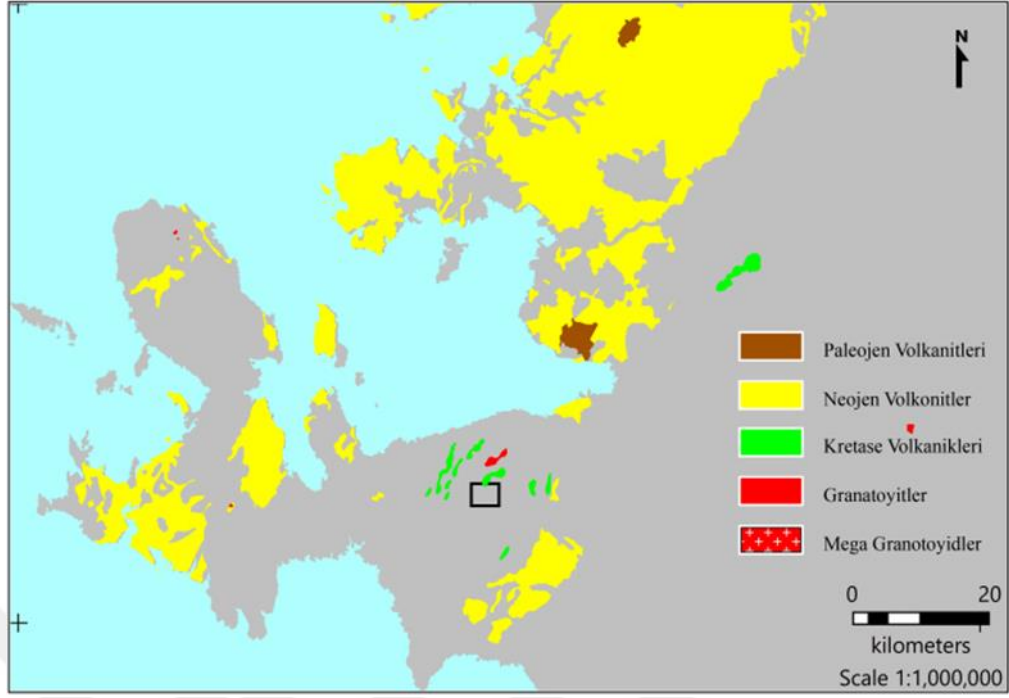 N
Paleojen Volkanitleri
Neojen Volkonitler
Kretase Volkanikleri
Granatoyitler
Mega Granotoyidler
0 20
kilometers
Scale 1:1,000,000